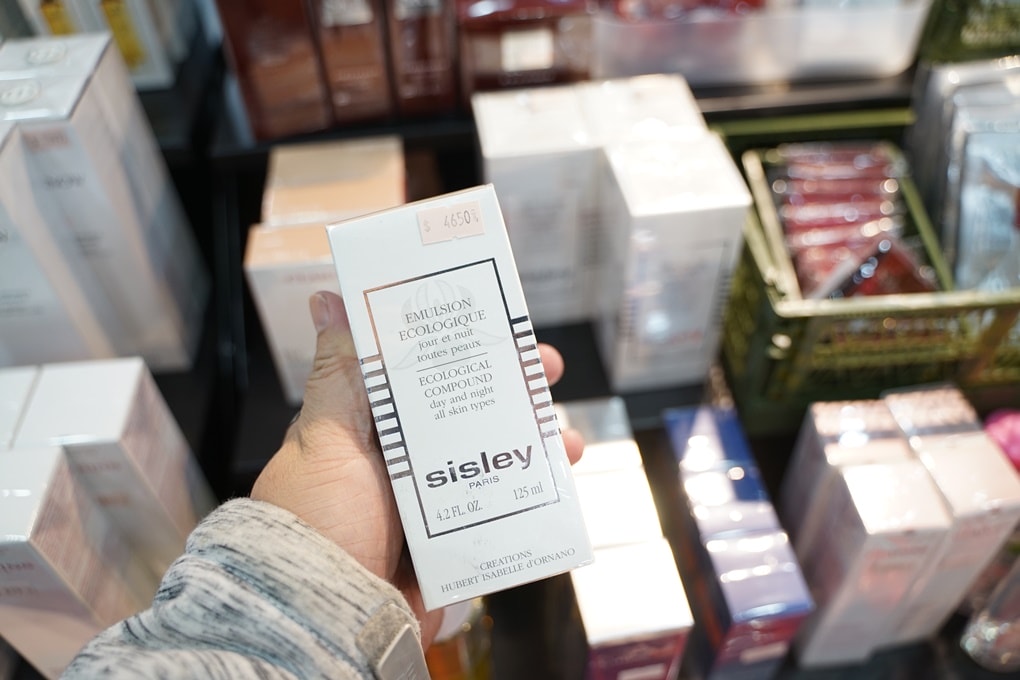 $ 4650
EMULSION
ECOLOGIQUE
jour et nuit
toutes peaux
ECOLOGICAL
COMPOUND
day and night
all skin types
sisley
PARIS
4.2 FL. OZ. 125 ml
CREATIONS
HUBERT ISABELLE d'ORNANO